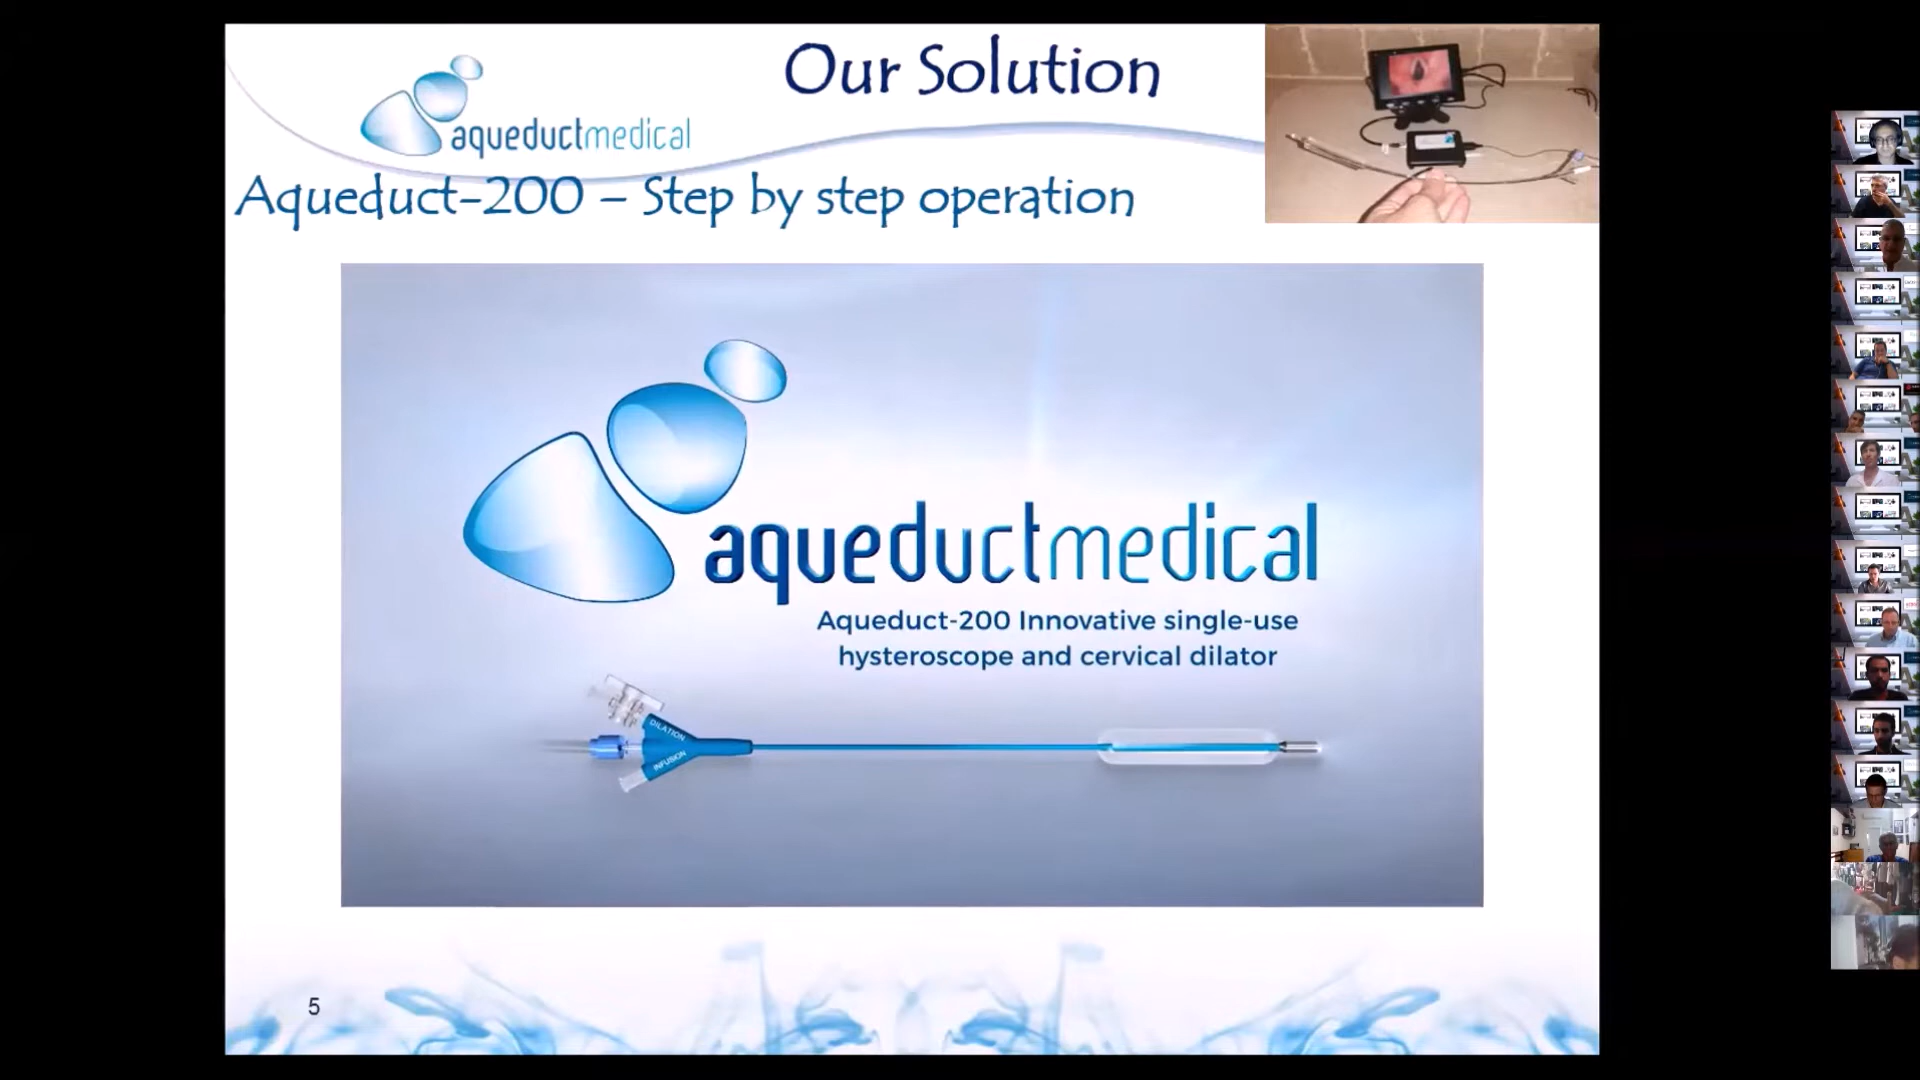 Our Solution
aqueductmedical
Aqueduct-200 – Step by step operation
aqueductmedical
Aqueduct-200 Innovative single-use
hysteroscope and cervical dilator
DILATION
INFUSION
5